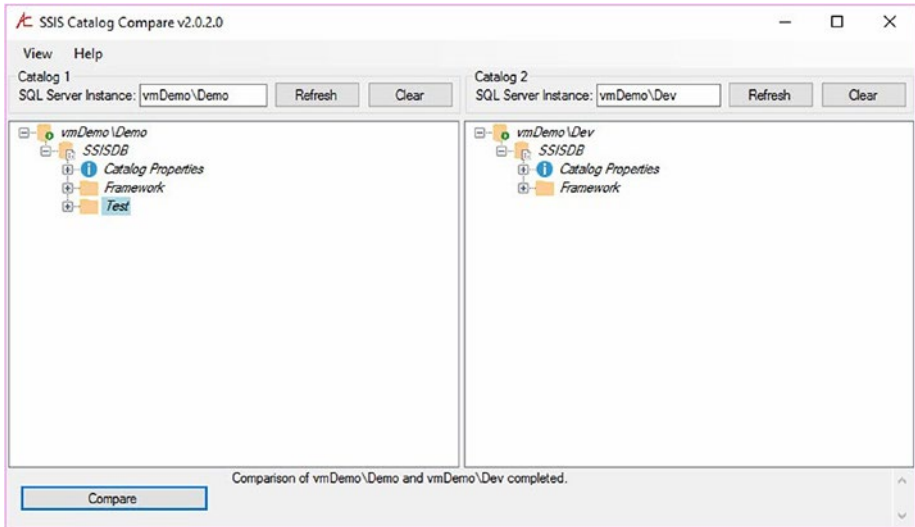 SSIS Catalog Compare v2.0.2.0
View Help
Catalog 1
SQL Server Instance: vmDemo\Demo Refresh Clear
vmDemo\Demo
SSISDB
Catalog Properties
Framework
Test
Catalog 2
SQL Server Instance: vmDemo\Dev Refresh Clear
vmDemo\Dev
SSISDB
Catalog Properties
Framework
Compare
Comparison of vmDemo\Demo and vmDemo\Dev completed.